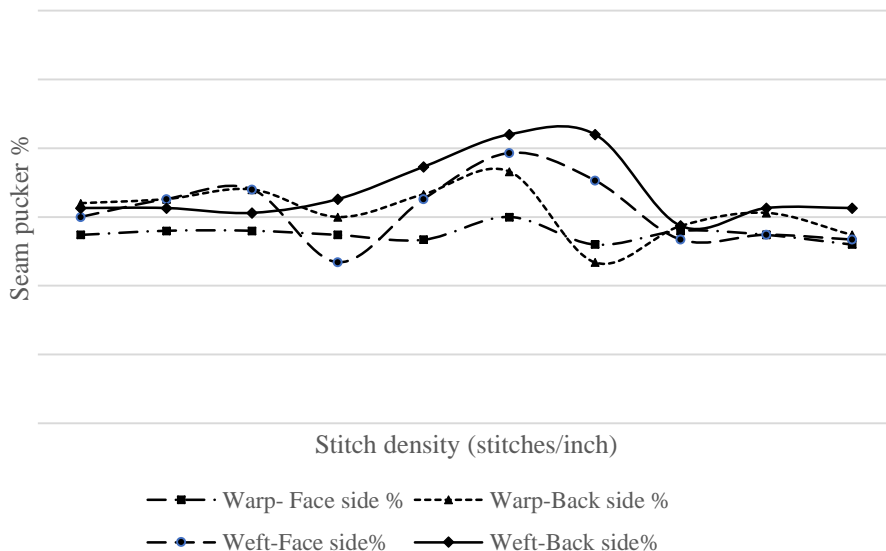 Seam pucker %
Stitch density (stitches/inch)
Warp- Face side %
Warp-Back side %
Weft-Face side%
Weft-Back side%